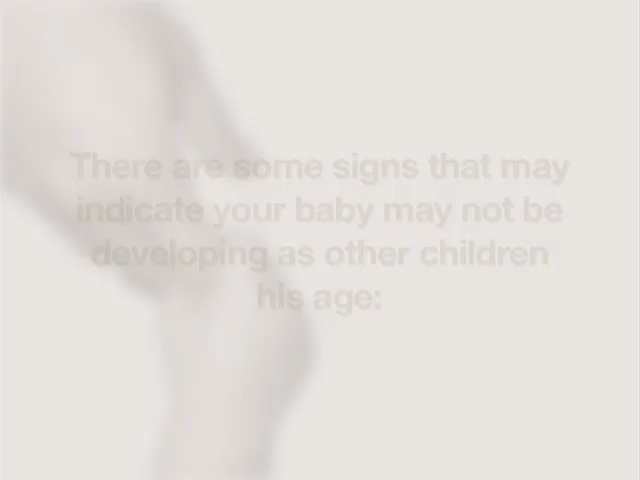 There are some signs that may
indicate your baby may not be
developing as other children
his age: